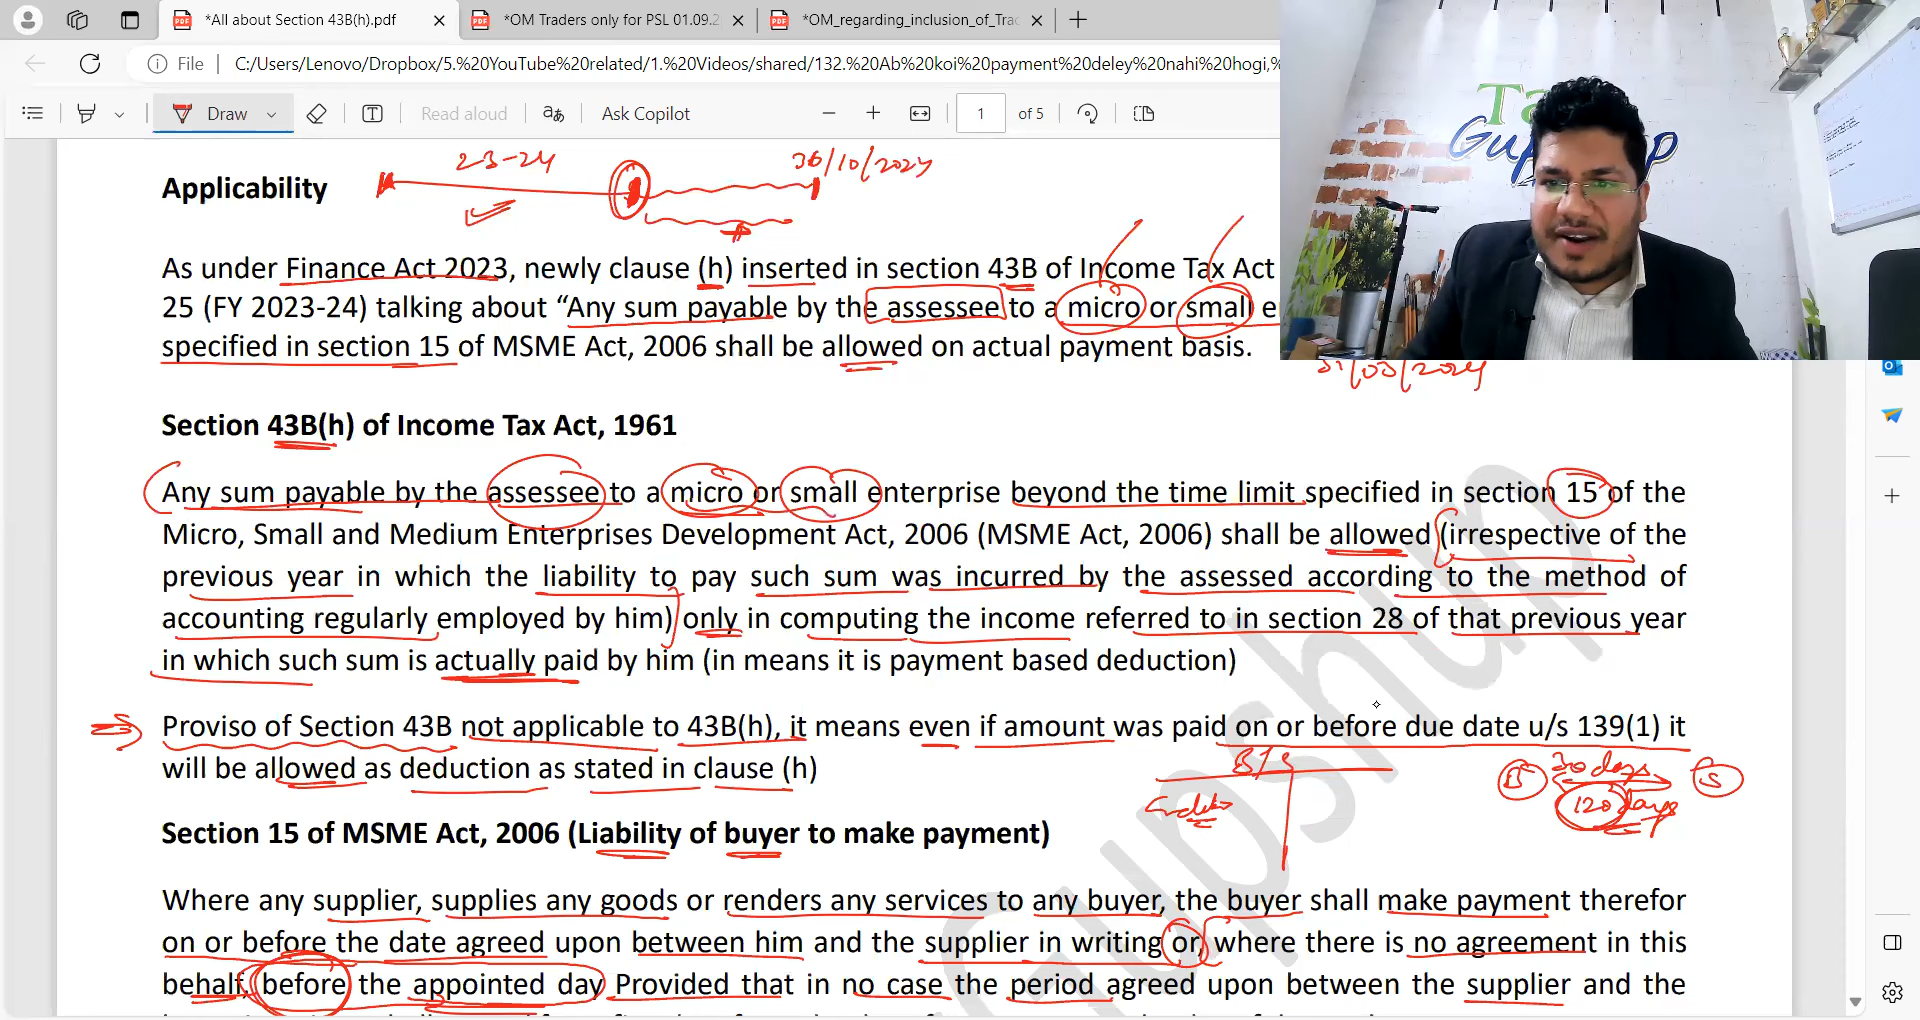 *All about Section 43B(h).pdf
*OM Traders only for PSL 01.09.2
*OM_regarding_inclusion_of_Trac
File C:/Users/Lenovo/Dropbox/5.%20YouTube%20related/1.%20Videos/shared/132.%20Ab%20koi%20payment%20deley%20nahi%20hogi,%
Draw Read aloud Ask Copilot 1 of 5
23-24
Applicability
As under Finance Act 2023, newly clause (h) inserted in section 43B of Income Tax Act
25 (FY 2023-24) talking about “Any sum payable by the assessee to a micro or small e
specified in section 15 of MSME Act, 2006 shall be allowed on actual payment basis.
Section 43B(h) of Income Tax Act, 1961
Any sum payable by the assessee to a micro or small enterprise beyond the time limit specified in section 15 of the
Micro, Small and Medium Enterprises Development Act, 2006 (MSME Act, 2006) shall be allowed (irrespective of the
previous year in which the liability to pay such sum was incurred by the assessed according to the method of
accounting regularly employed by him) only in computing the income referred to in section 28 of that previous year
in which such sum is actually paid by him (in means it is payment based deduction)
Proviso of Section 43B not applicable to 43B(h), it means even if amount was paid on or before due date u/s 139(1) it
will be allowed as deduction as stated in clause (h)
B/S
30 days
B S
120 days
Section 15 of MSME Act, 2006 (Liability of buyer to make payment)
Where any supplier, supplies any goods or renders any services to any buyer, the buyer shall make payment therefor
on or before the date agreed upon between him and the supplier in writing or, where there is no agreement in this
behalf, before the appointed day Provided that in no case the period agreed upon between the supplier and the